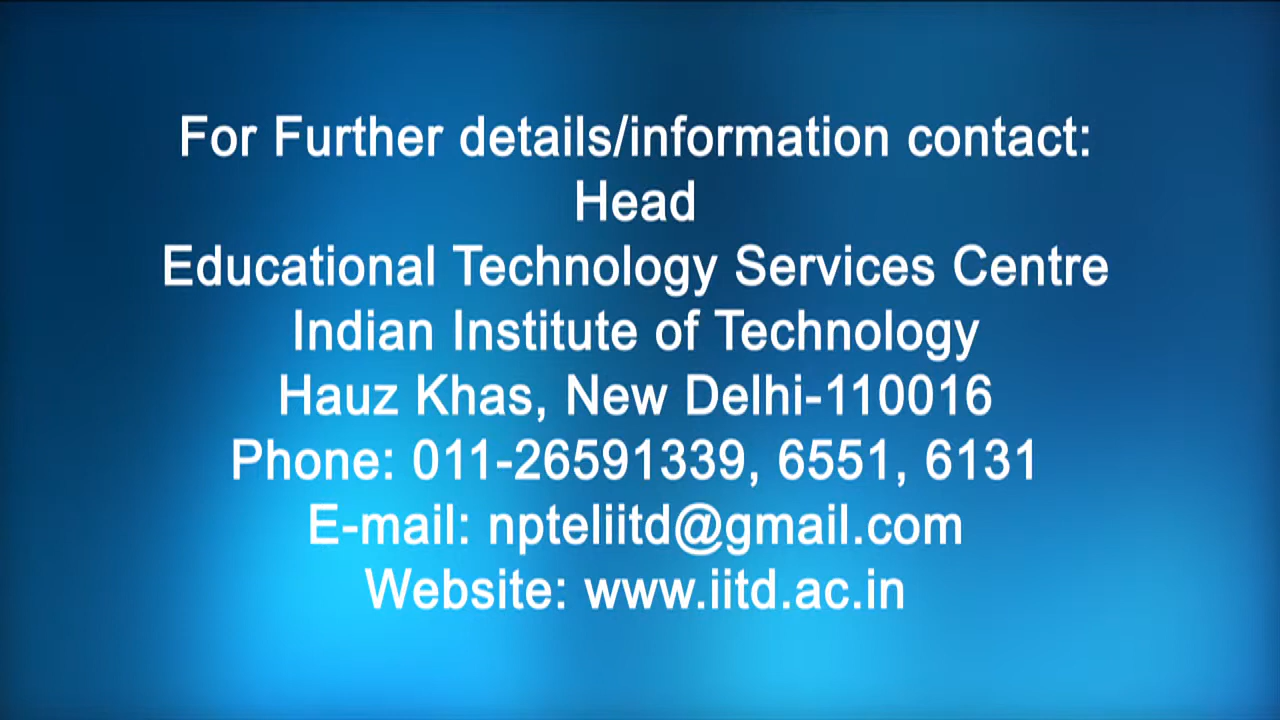 For Further details/information contact:
Head
Educational Technology Services Centre
Indian Institute of Technology
Hauz Khas, New Delhi-110016
Phone: 011-26591339, 6551, 6131
E-mail: npteliitd@gmail.com
Website: www.iitd.ac.in